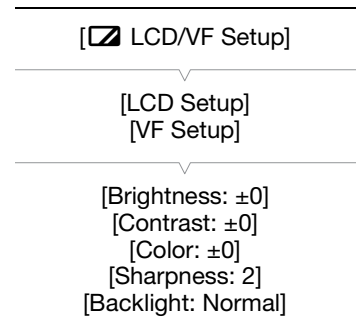 [LCD/VF Setup]
[LCD Setup]
[VF Setup]
[Brightness: ±0]
[Contrast: ±0]
[Color: ±0]
[Sharpness: 2]
[Backlight: Normal]